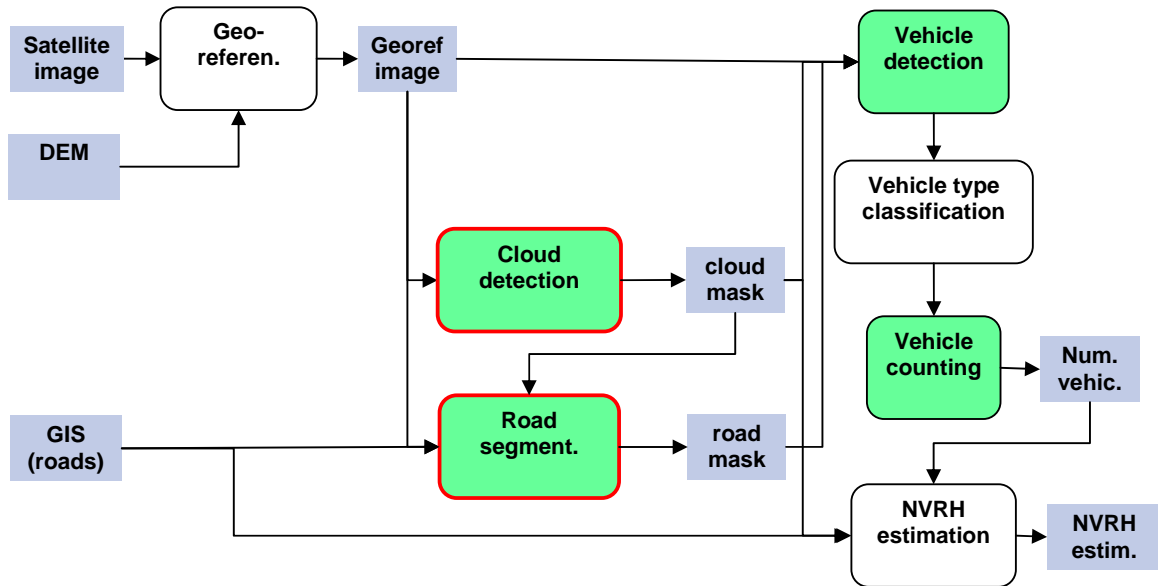 Satellite
image
Geo-
referen.
Georef
image
Vehicle
detection
DEM
Vehicle type
classification
Cloud
detection
cloud
mask
Vehicle
counting
Num.
vehic.
GIS
(roads)
Road
segment.
road
mask
NVRH
estimation
NVRH
estim.